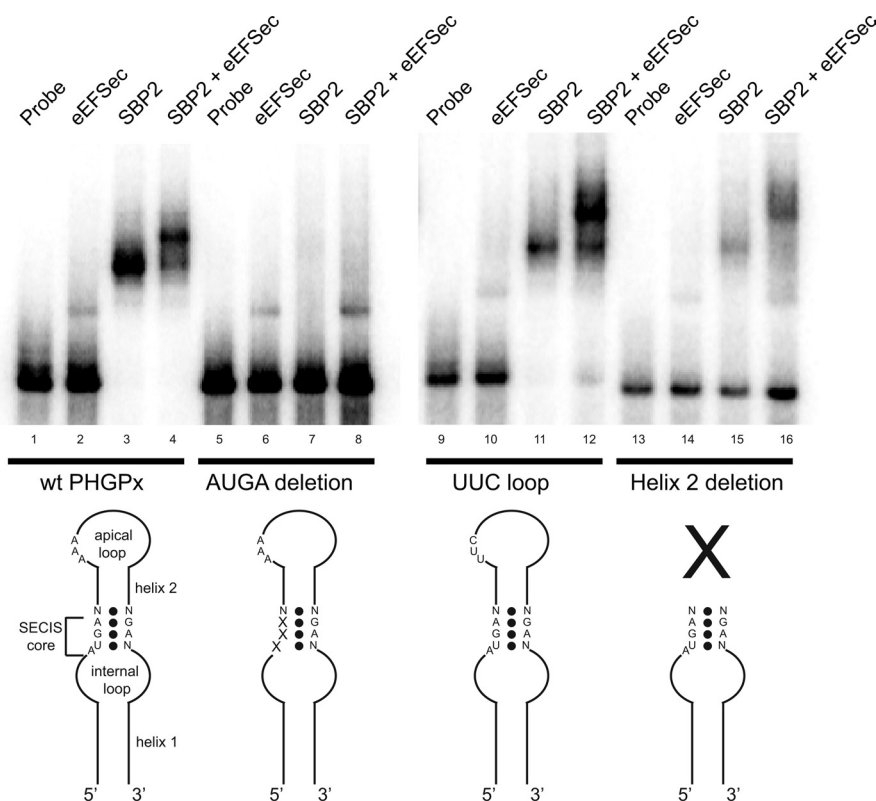 Probe eEFSec SBP2 SBP2 + eEFSec Probe eEFSec SBP2 SBP2 + eEFSec eEFSec SBP2 + eEFSec eEFSec SBP2 + eEFSec
Probe SBP2 Probe SBP2
1 2 3 4 5 6 7 8 9 10 11 12 13 14 15 16
wt PHGPx AUGA deletion UUC loop Helix 2 deletion
A A A apical loop A A A C U U X
helix 2
SECIS core
N A G U A N G A N
N X X X N G A N
N A G U A N G A N
N A G U A N G A N
internal loop
helix 1
5’ 3’ 5’ 3’ 5’ 3’ 5’ 3’